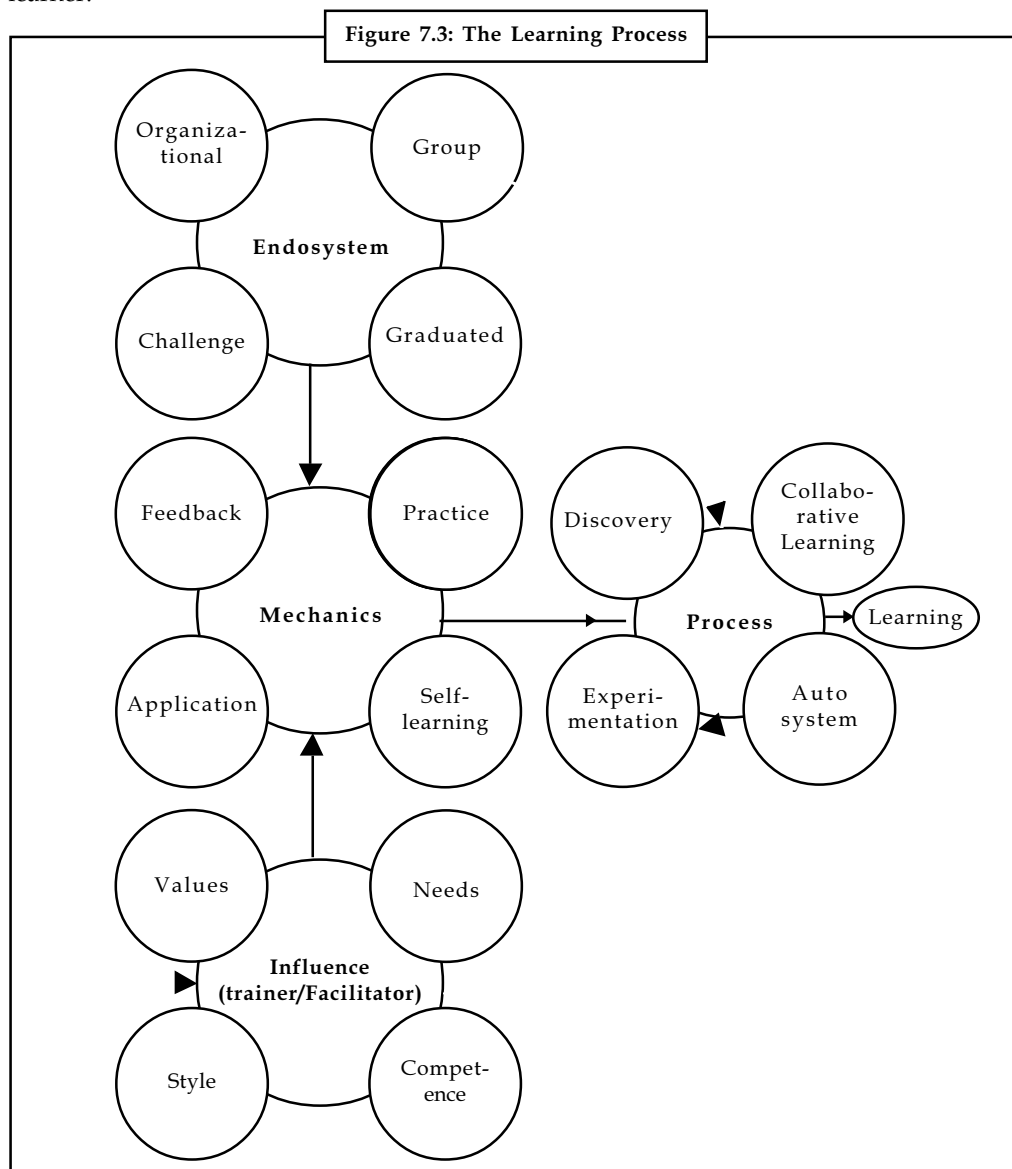 learner.
Figure 7.3: The Learning Process
Organiza-
tional
Group
Endosystem
Challenge
Graduated
Feedback
Practice
Mechanics
Application
Self-
learning
Discovery
Collabo-
rative
Learning
Process
Learning
Experi-
mentation
Auto
system
Values
Needs
Influence
(trainer/Facilitator)
Style
Compet-
ence